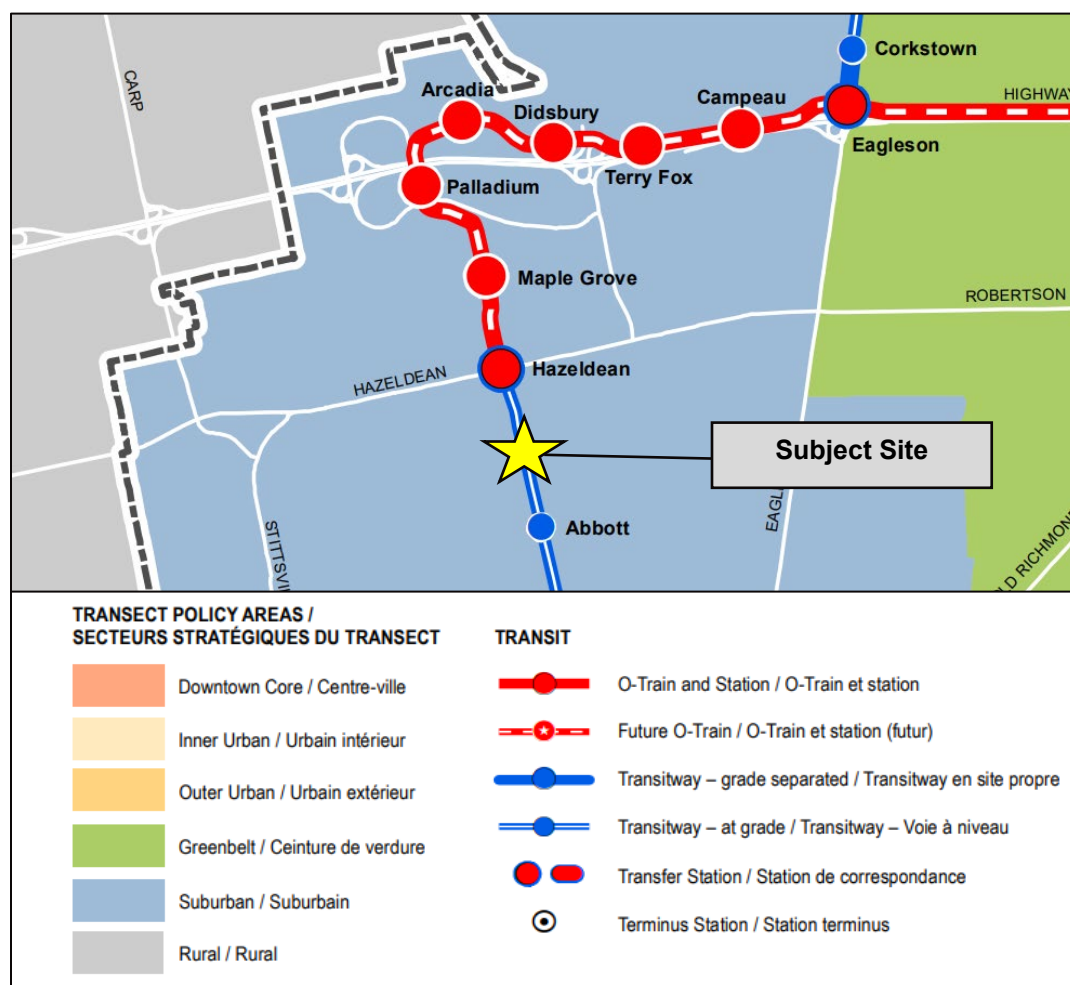 Corkstown
CARP
Arcadia
Didsbury
Campeau
HIGHWAY
Eagleson
Palladium
Terry Fox
Maple Grove
ROBERTSON
Hazeldean
HAZELDEAN
Subject Site
EAGL
Abbott
STITTSVIL
LD RICHMON
TRANSECT POLICY AREAS /
SECTEURS STRATÉGIQUES DU TRANSECT
Downtown Core / Centre-ville
Inner Urban / Urbain intérieur
Outer Urban / Urbain extérieur
Greenbelt / Ceinture de verdure
Suburban / Suburbain
Rural / Rural
TRANSIT
O-Train and Station / O-Train et station
Future O-Train / O-Train et station (futur)
Transitway – grade separated / Transitway en site propre
Transitway – at grade / Transitway – Voie à niveau
Transfer Station / Station de correspondance
Terminus Station / Station terminus